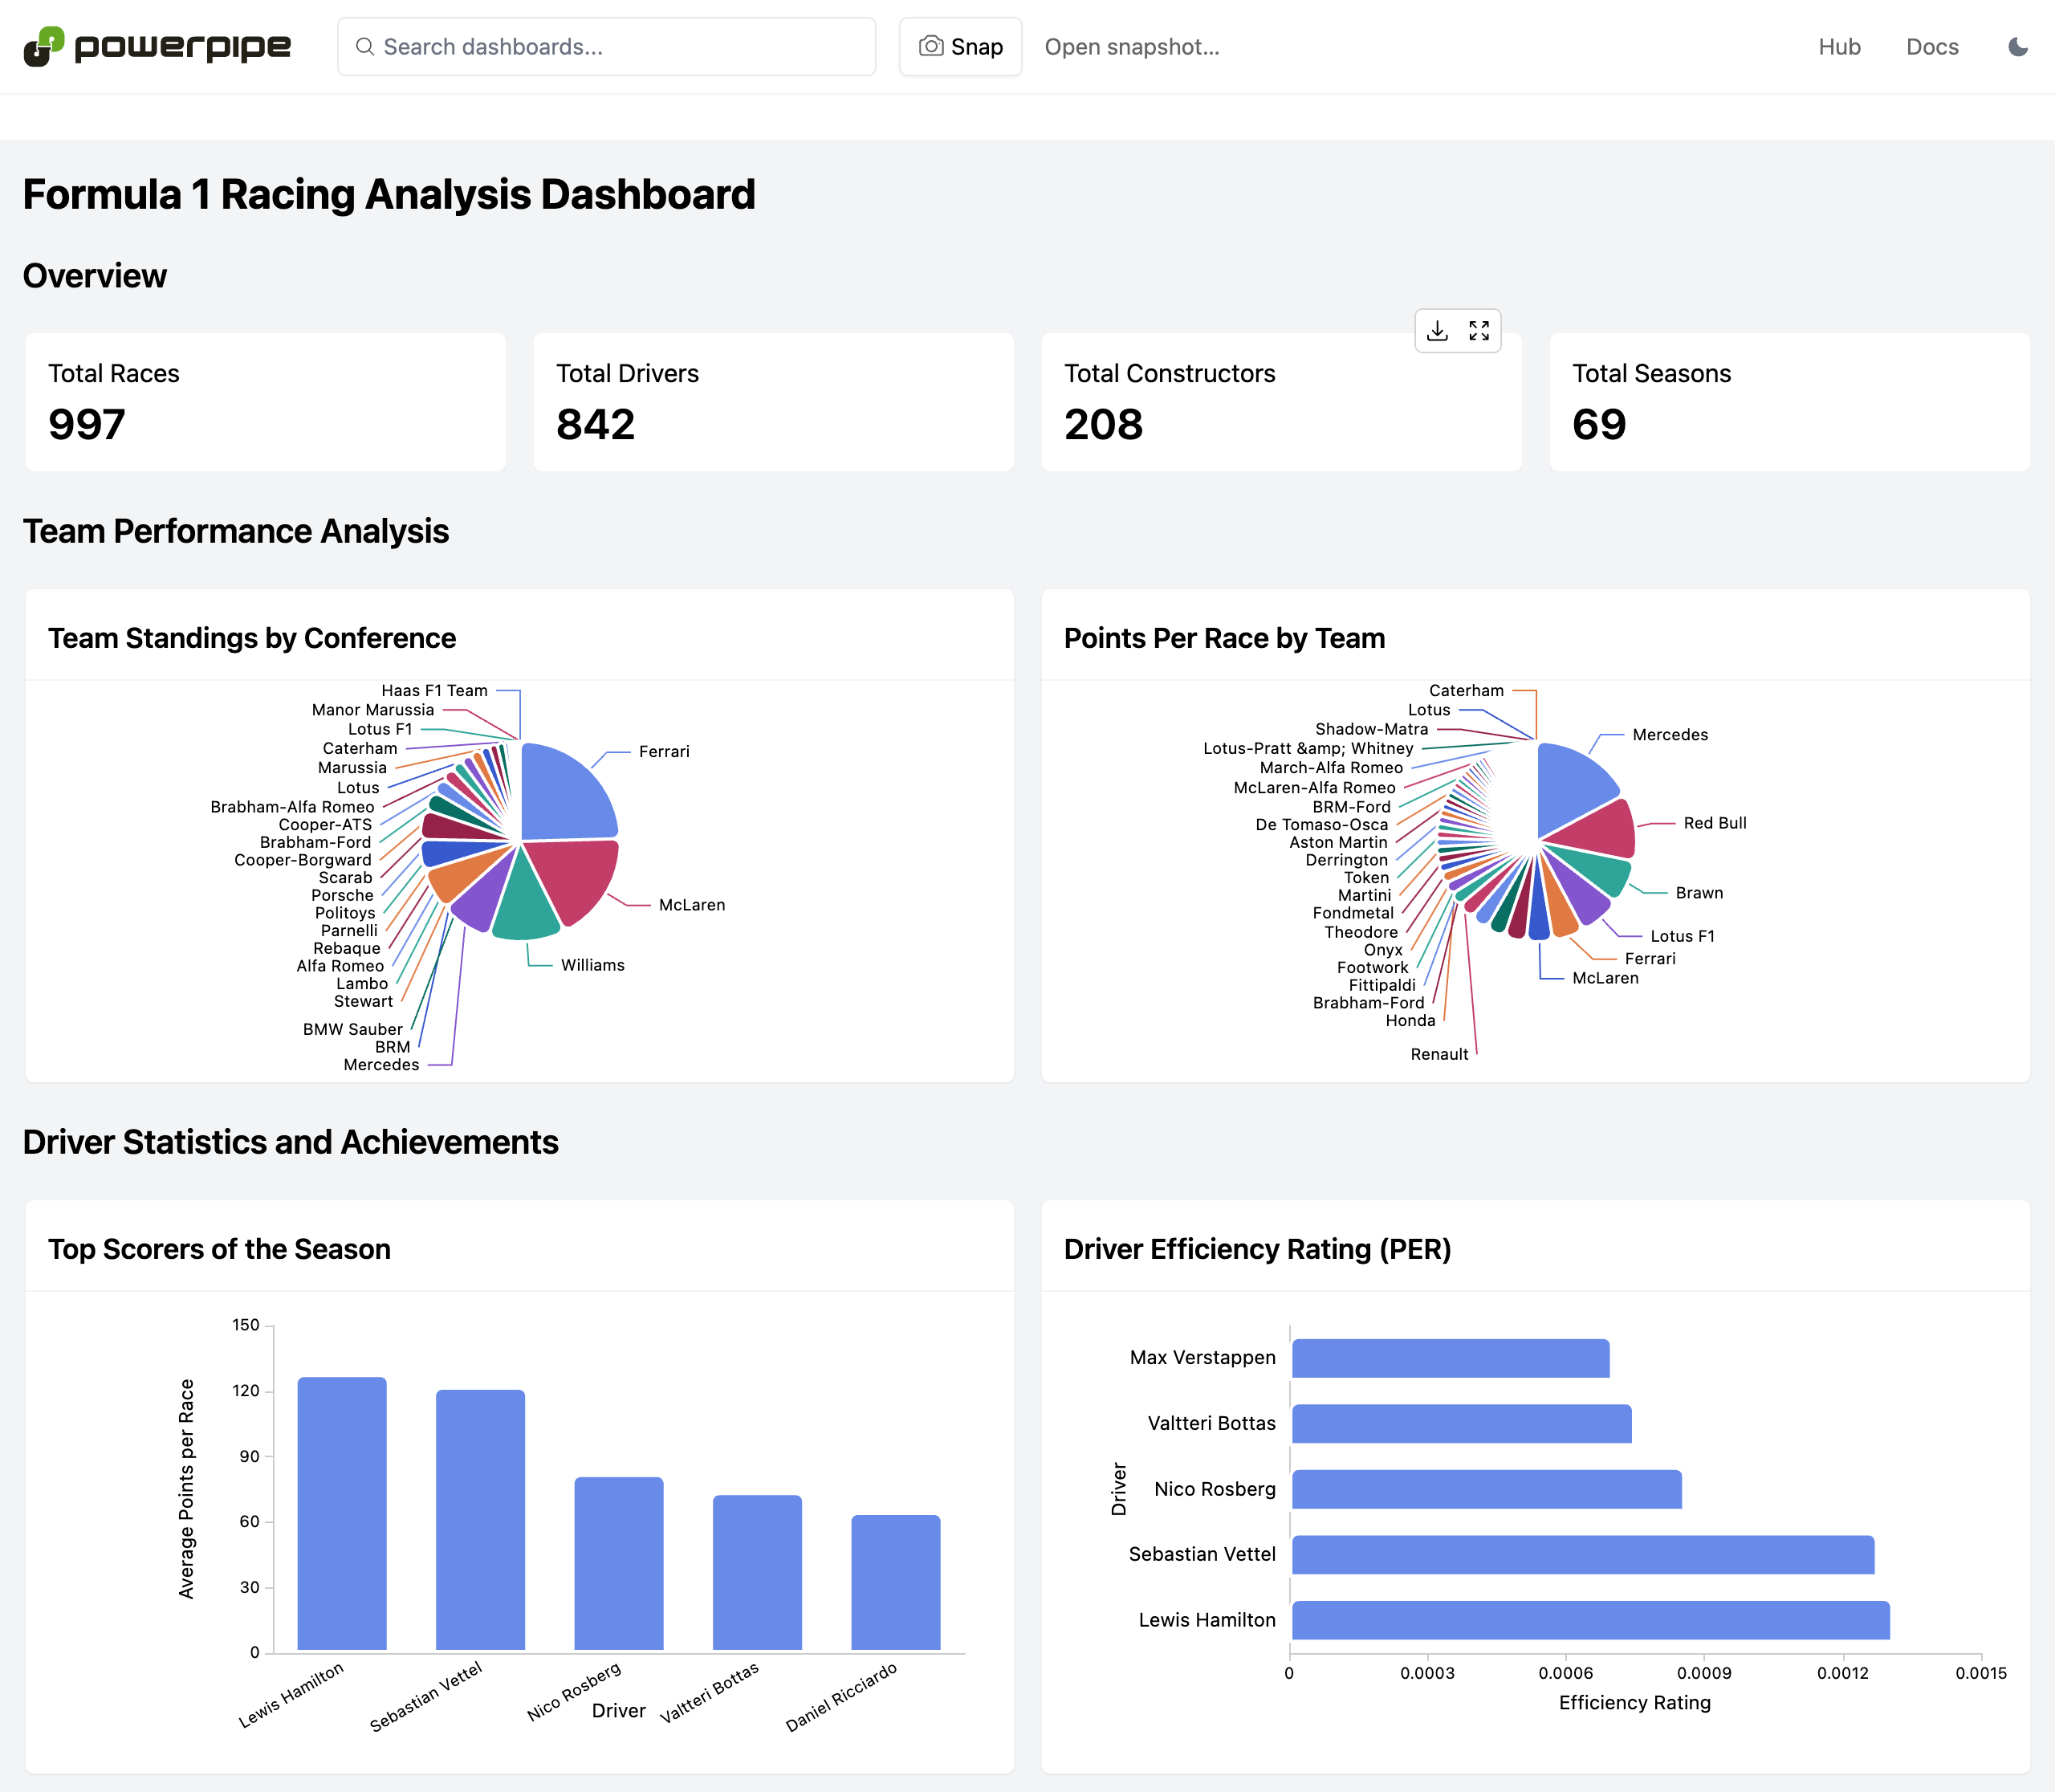 powerpipe
Search dashboards...
Snap
Open snapshot...
Hub
Docs
Formula 1 Racing Analysis Dashboard
Overview
Total Races
997
Total Drivers
842
Total Constructors
208
Total Seasons
69
Team Performance Analysis
Team Standings by Conference
Haas F1 Team
Manor Marussia
Lotus F1
Caterham
Marussia
Lotus
Brabham-Alfa Romeo
Cooper-ATS
Brabham-Ford
Cooper-Borgward
Scarab
Porsche
Politoys
Parnelli
Rebaque
Alfa Romeo
Lambo
Stewart
BMW Sauber
BRM
Mercedes
Ferrari
McLaren
Williams
Points Per Race by Team
Caterham
Lotus
Shadow-Matra
Lotus-Pratt &amp; Whitney
March-Alfa Romeo
McLaren-Alfa Romeo
BRM-Ford
De Tomaso-Osca
Aston Martin
Derrington
Token
Martini
Fondmetal
Theodore
Onyx
Footwork
Fittipaldi
Brabham-Ford
Honda
Renault
Mercedes
Red Bull
Brawn
Lotus F1
Ferrari
McLaren
Driver Statistics and Achievements
Top Scorers of the Season
Average Points per Race
150
120
90
60
30
0
Lewis Hamilton
Sebastian Vettel
Nico Rosberg
Valtteri Bottas
Daniel Ricciardo
Driver
Driver Efficiency Rating (PER)
Driver
Max Verstappen
Valtteri Bottas
Nico Rosberg
Sebastian Vettel
Lewis Hamilton
0
0.0003
0.0006
0.0009
0.0012
0.0015
Efficiency Rating